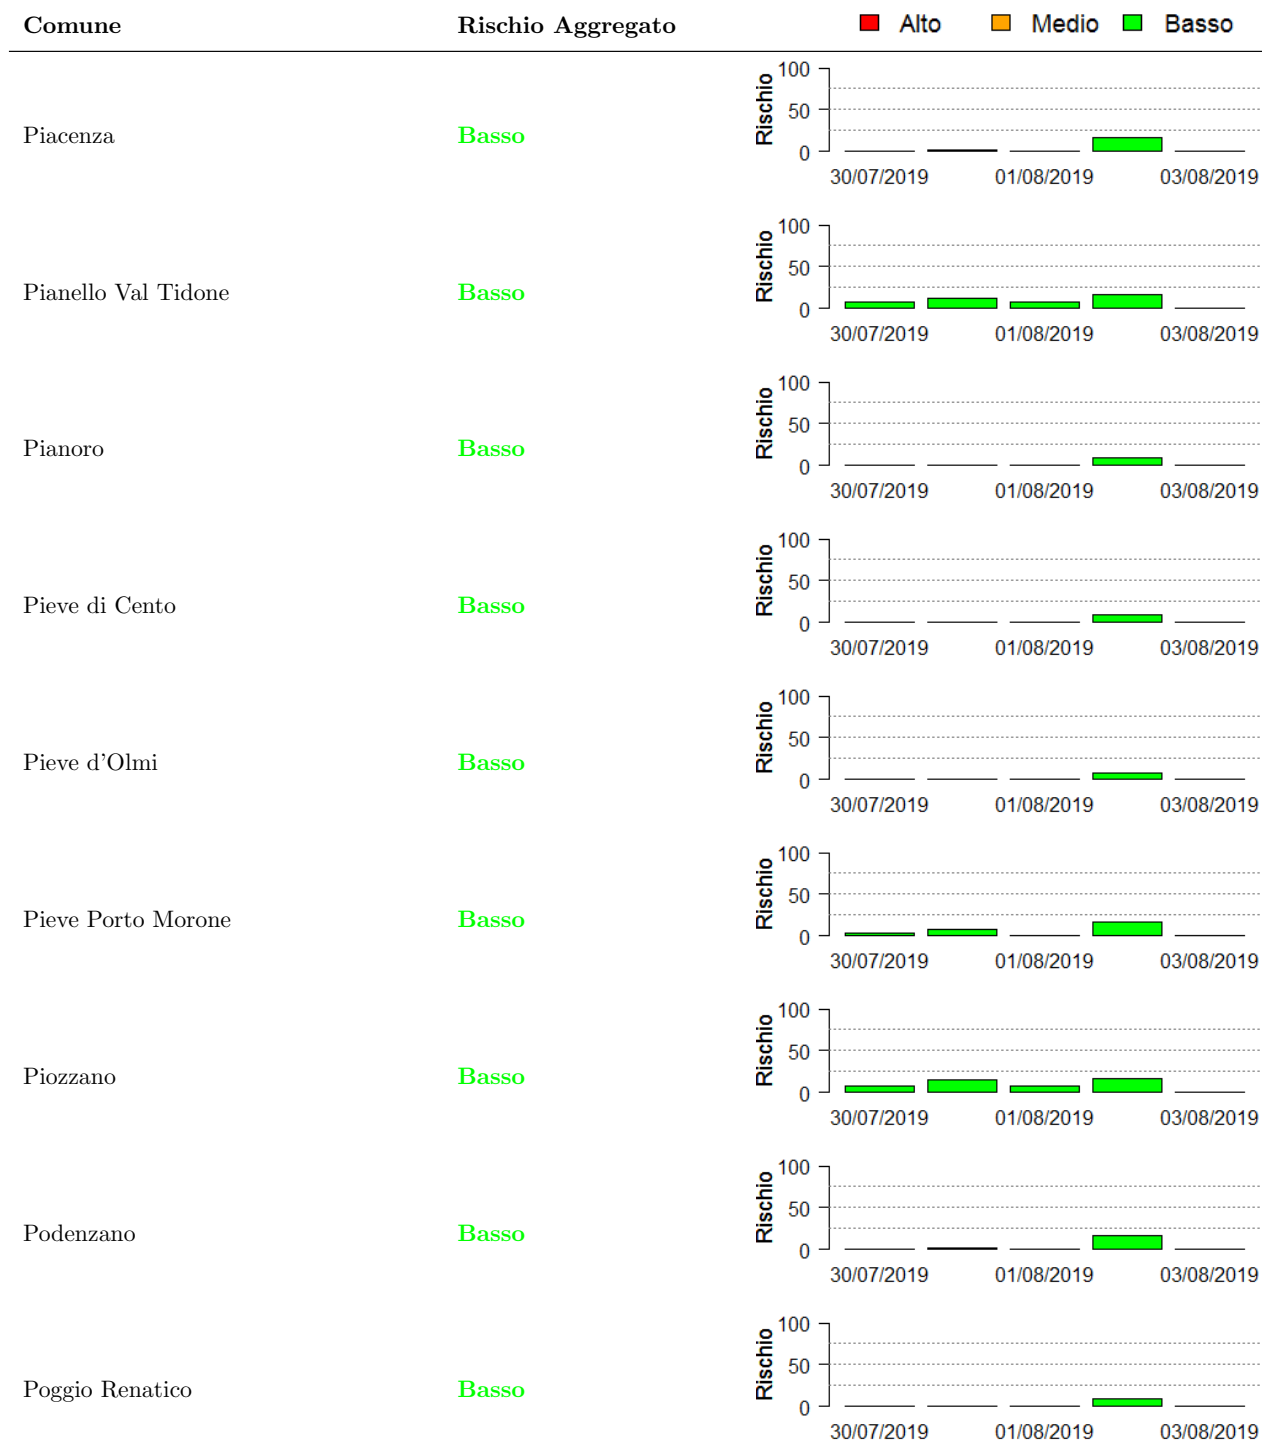 Comune Rischio Aggregato Alto Medio Basso
Piacenza Basso
Rischio
100
50
0
30/07/2019 01/08/2019 03/08/2019
Pianello Val Tidone Basso
Rischio
100
50
0
30/07/2019 01/08/2019 03/08/2019
Pianoro Basso
Rischio
100
50
0
30/07/2019 01/08/2019 03/08/2019
Pieve di Cento Basso
Rischio
100
50
0
30/07/2019 01/08/2019 03/08/2019
Pieve d'Olmi Basso
Rischio
100
50
0
30/07/2019 01/08/2019 03/08/2019
Pieve Porto Morone Basso
Rischio
100
50
0
30/07/2019 01/08/2019 03/08/2019
Piozzano Basso
Rischio
100
50
0
30/07/2019 01/08/2019 03/08/2019
Podenzano Basso
Rischio
100
50
0
30/07/2019 01/08/2019 03/08/2019
Poggio Renatico Basso
Rischio
100
50
0
30/07/2019 01/08/2019 03/08/2019